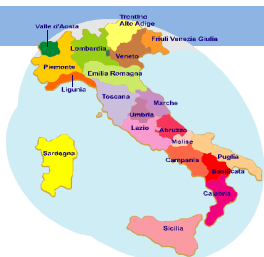 Valle d'Aosta
Trentino
Alto Adige
Friuli Venezia Giulia
Lombardia
Veneto
Piemonte
Emilia Romagna
Ligunia
Toscana
Marche
Umbria
Lazio
Abruzzo
Molise
Campania
Puglia
Basilicata
Sardegna
Calabria
Sicilia